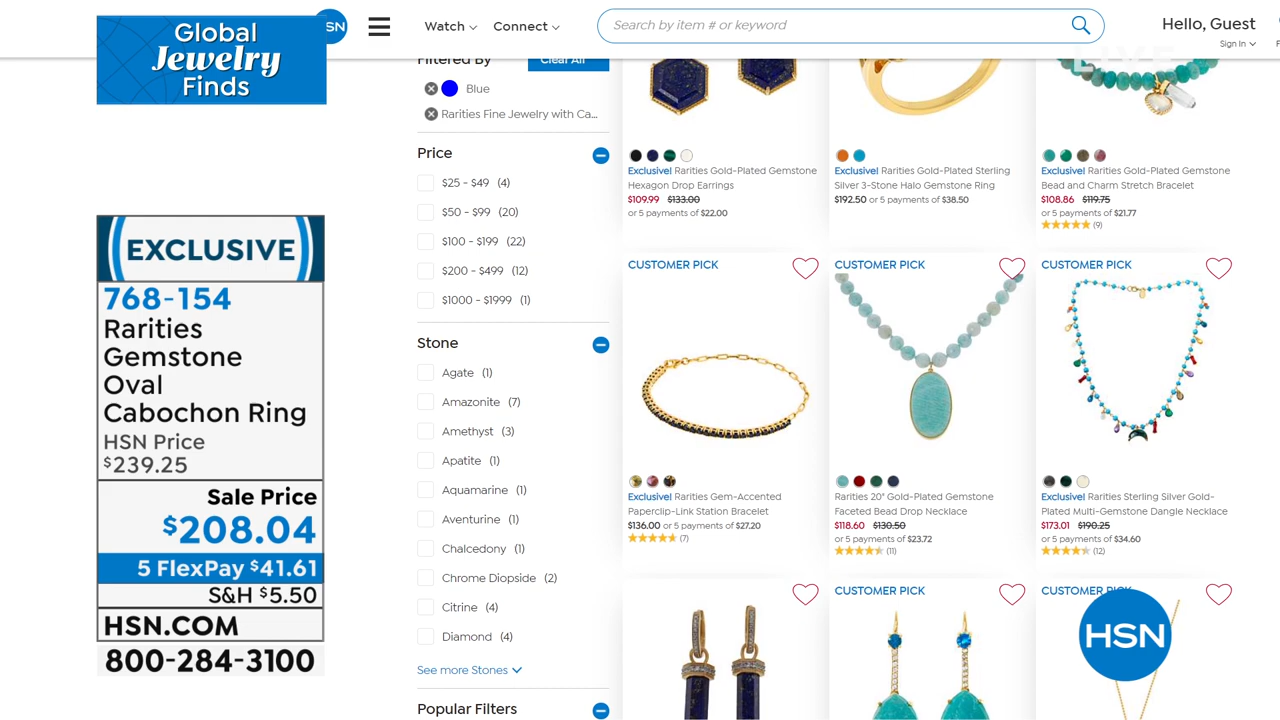 Global
Jewelry
Finds
SN
Watch
Connect
Search by item # or keyword
Hello, Guest
Sign In
LIVE
EXCLUSIVE
768-154
Rarities
Gemstone
Oval
Cabochon Ring
HSN Price
$239.25
Sale Price
$208.04
5 FlexPay $41.61
S&H $5.50
HSN.COM
800-284-3100
Filtered By
Clear All
Blue
Rarities Fine Jewelry with Ca...
Price
$25 - $49 (4)
$50 - $99 (20)
$100 - $199 (22)
$200 - $499 (12)
$1000 - $1999 (1)
Stone
Agate (1)
Amazonite (7)
Amethyst (3)
Apatite (1)
Aquamarine (1)
Aventurine (1)
Chalcedony (1)
Chrome Diopside (2)
Citrine (4)
Diamond (4)
See more Stones
Popular Filters
Exclusive! Rarities Gold-Plated Gemstone
Hexagon Drop Earrings
$109.99 $133.00
or 5 payments of $22.00
Exclusive! Rarities Gold-Plated Sterling
Silver 3-Stone Halo Gemstone Ring
$192.50 or 5 payments of $38.50
Exclusive! Rarities Gold-Plated Gemstone
Bead and Charm Stretch Bracelet
$108.86 $119.75
or 5 payments of $21.77
(9)
CUSTOMER PICK
Exclusive! Rarities Gem-Accented
Paperclip-Link Station Bracelet
$136.00 or 5 payments of $27.20
(7)
CUSTOMER PICK
Rarities 20" Gold-Plated Gemstone
Faceted Bead Drop Necklace
$118.60 $130.50
or 5 payments of $23.72
(11)
CUSTOMER PICK
Exclusive! Rarities Sterling Silver Gold-
Plated Multi-Gemstone Dangle Necklace
$173.01 $190.25
or 5 payments of $34.60
(12)
CUSTOMER PICK
CUSTOMER PICK
HSN